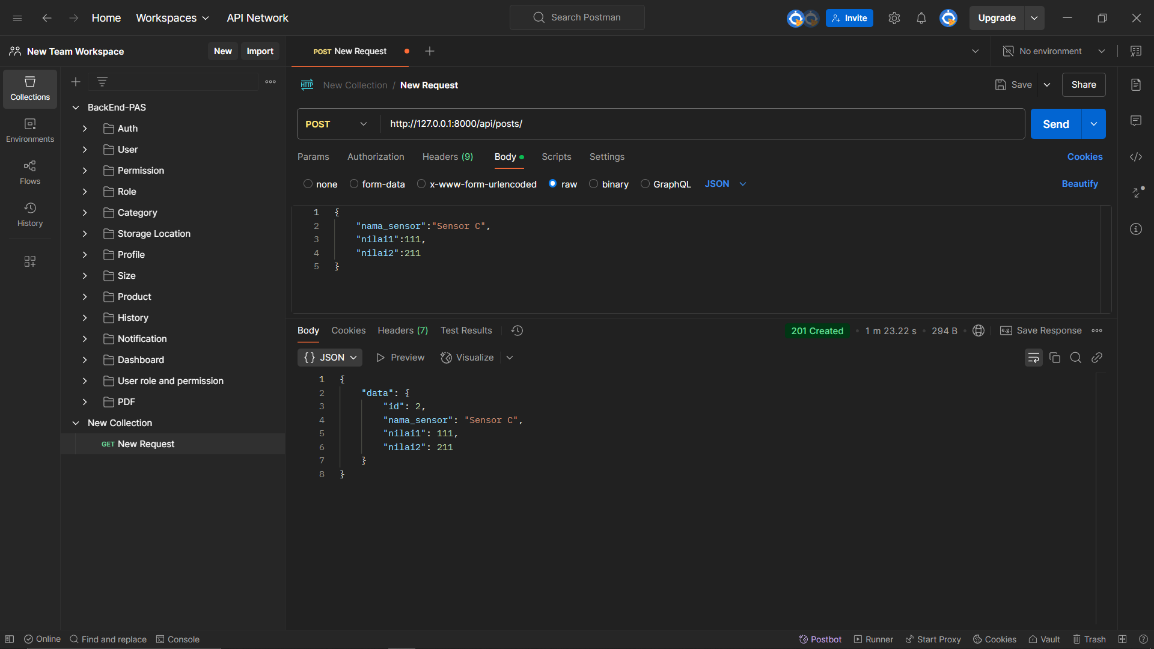 Home Workspaces API Network Search Postman Invite Upgrade
New Team Workspace New Import POST New Request No environment
Collections
Environments
Flows
History
BackEnd-PAS
Auth
User
Permission
Role
Category
Storage Location
Profile
Size
Product
History
Notification
Dashboard
User role and permission
PDF
New Collection
GET New Request
HTTP New Collection / New Request Save Share
POST http://127.0.0.1:8000/api/posts/ Send
Params Authorization Headers (9) Body Scripts Settings Cookies
none form-data x-www-form-urlencoded raw binary GraphQL JSON Beautify
1 {
2 "nama_sensor":"Sensor C",
3 "nilai1":111,
4 "nilai2":211
5 }
Body Cookies Headers (7) Test Results 201 Created 1 m 23.22 s 294 B Save Response
{} JSON Preview Visualize
1 {
2 "data": {
3 "id": 2,
4 "nama_sensor": "Sensor C",
5 "nilai1": 111,
6 "nilai2": 211
7 }
8 }
Online Find and replace Console Postbot Runner Start Proxy Cookies Vault Trash